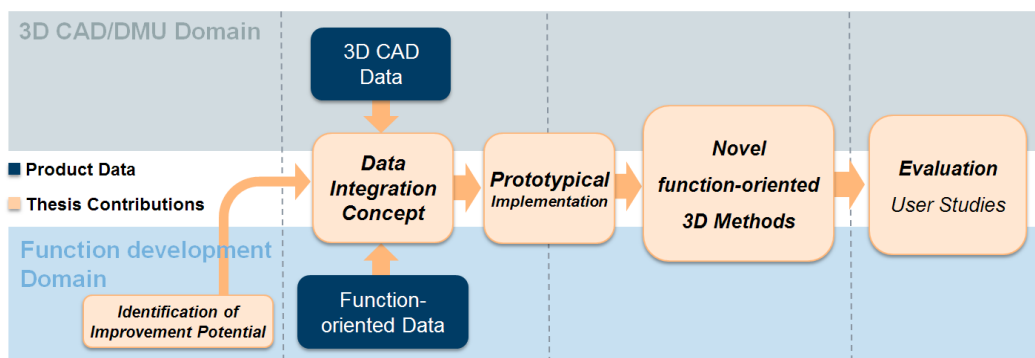 3D CAD/DMU Domain
3D CAD
Data
Data
Integration
Concept
Prototypical
Implementation
Novel
function-oriented
3D Methods
Evaluation
User Studies
Product Data
Thesis Contributions
Function development
Domain
Identification of
Improvement Potential
Function-
oriented Data